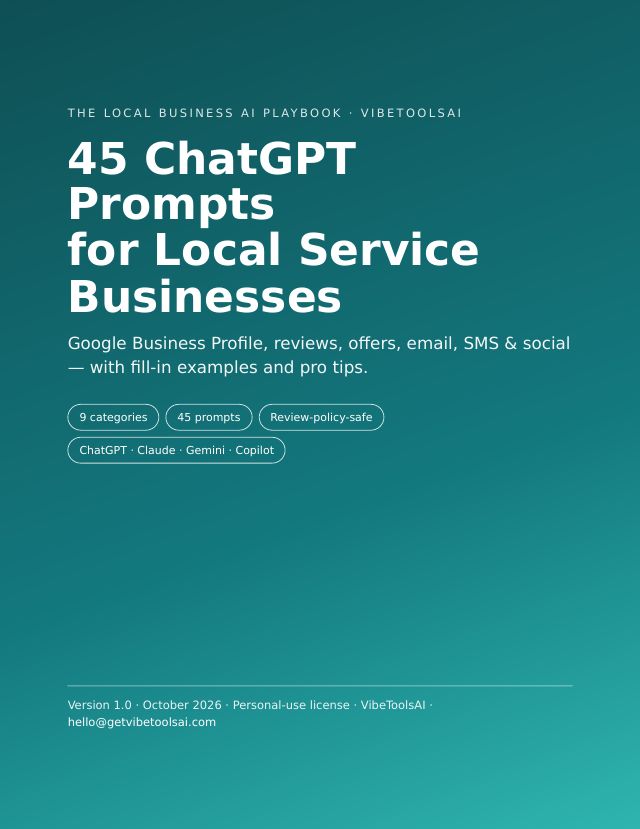 THE LOCAL BUSINESS AI PLAYBOOK · VIBETOOLSAI
45 ChatGPT
Prompts
for Local Service
Businesses
Google Business Profile, reviews, offers, email, SMS & social
— with fill-in examples and pro tips.
9 categories 45 prompts Review-policy-safe
ChatGPT · Claude · Gemini · Copilot
Version 1.0 · October 2026 · Personal-use license · VibeToolsAI ·
hello@getvibetoolsai.com